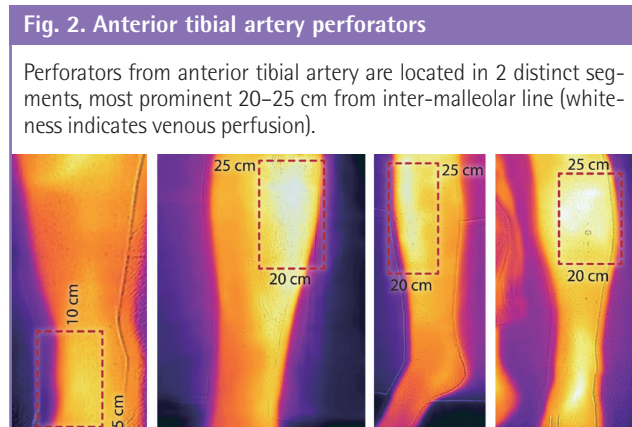 Fig. 2. Anterior tibial artery perforators
Perforators from anterior tibial artery are located in 2 distinct seg-
ments, most prominent 20–25 cm from inter-malleolar line (white-
ness indicates venous perfusion).
10 cm
5 cm
25 cm
20 cm
25 cm
20 cm
25 cm
20 cm